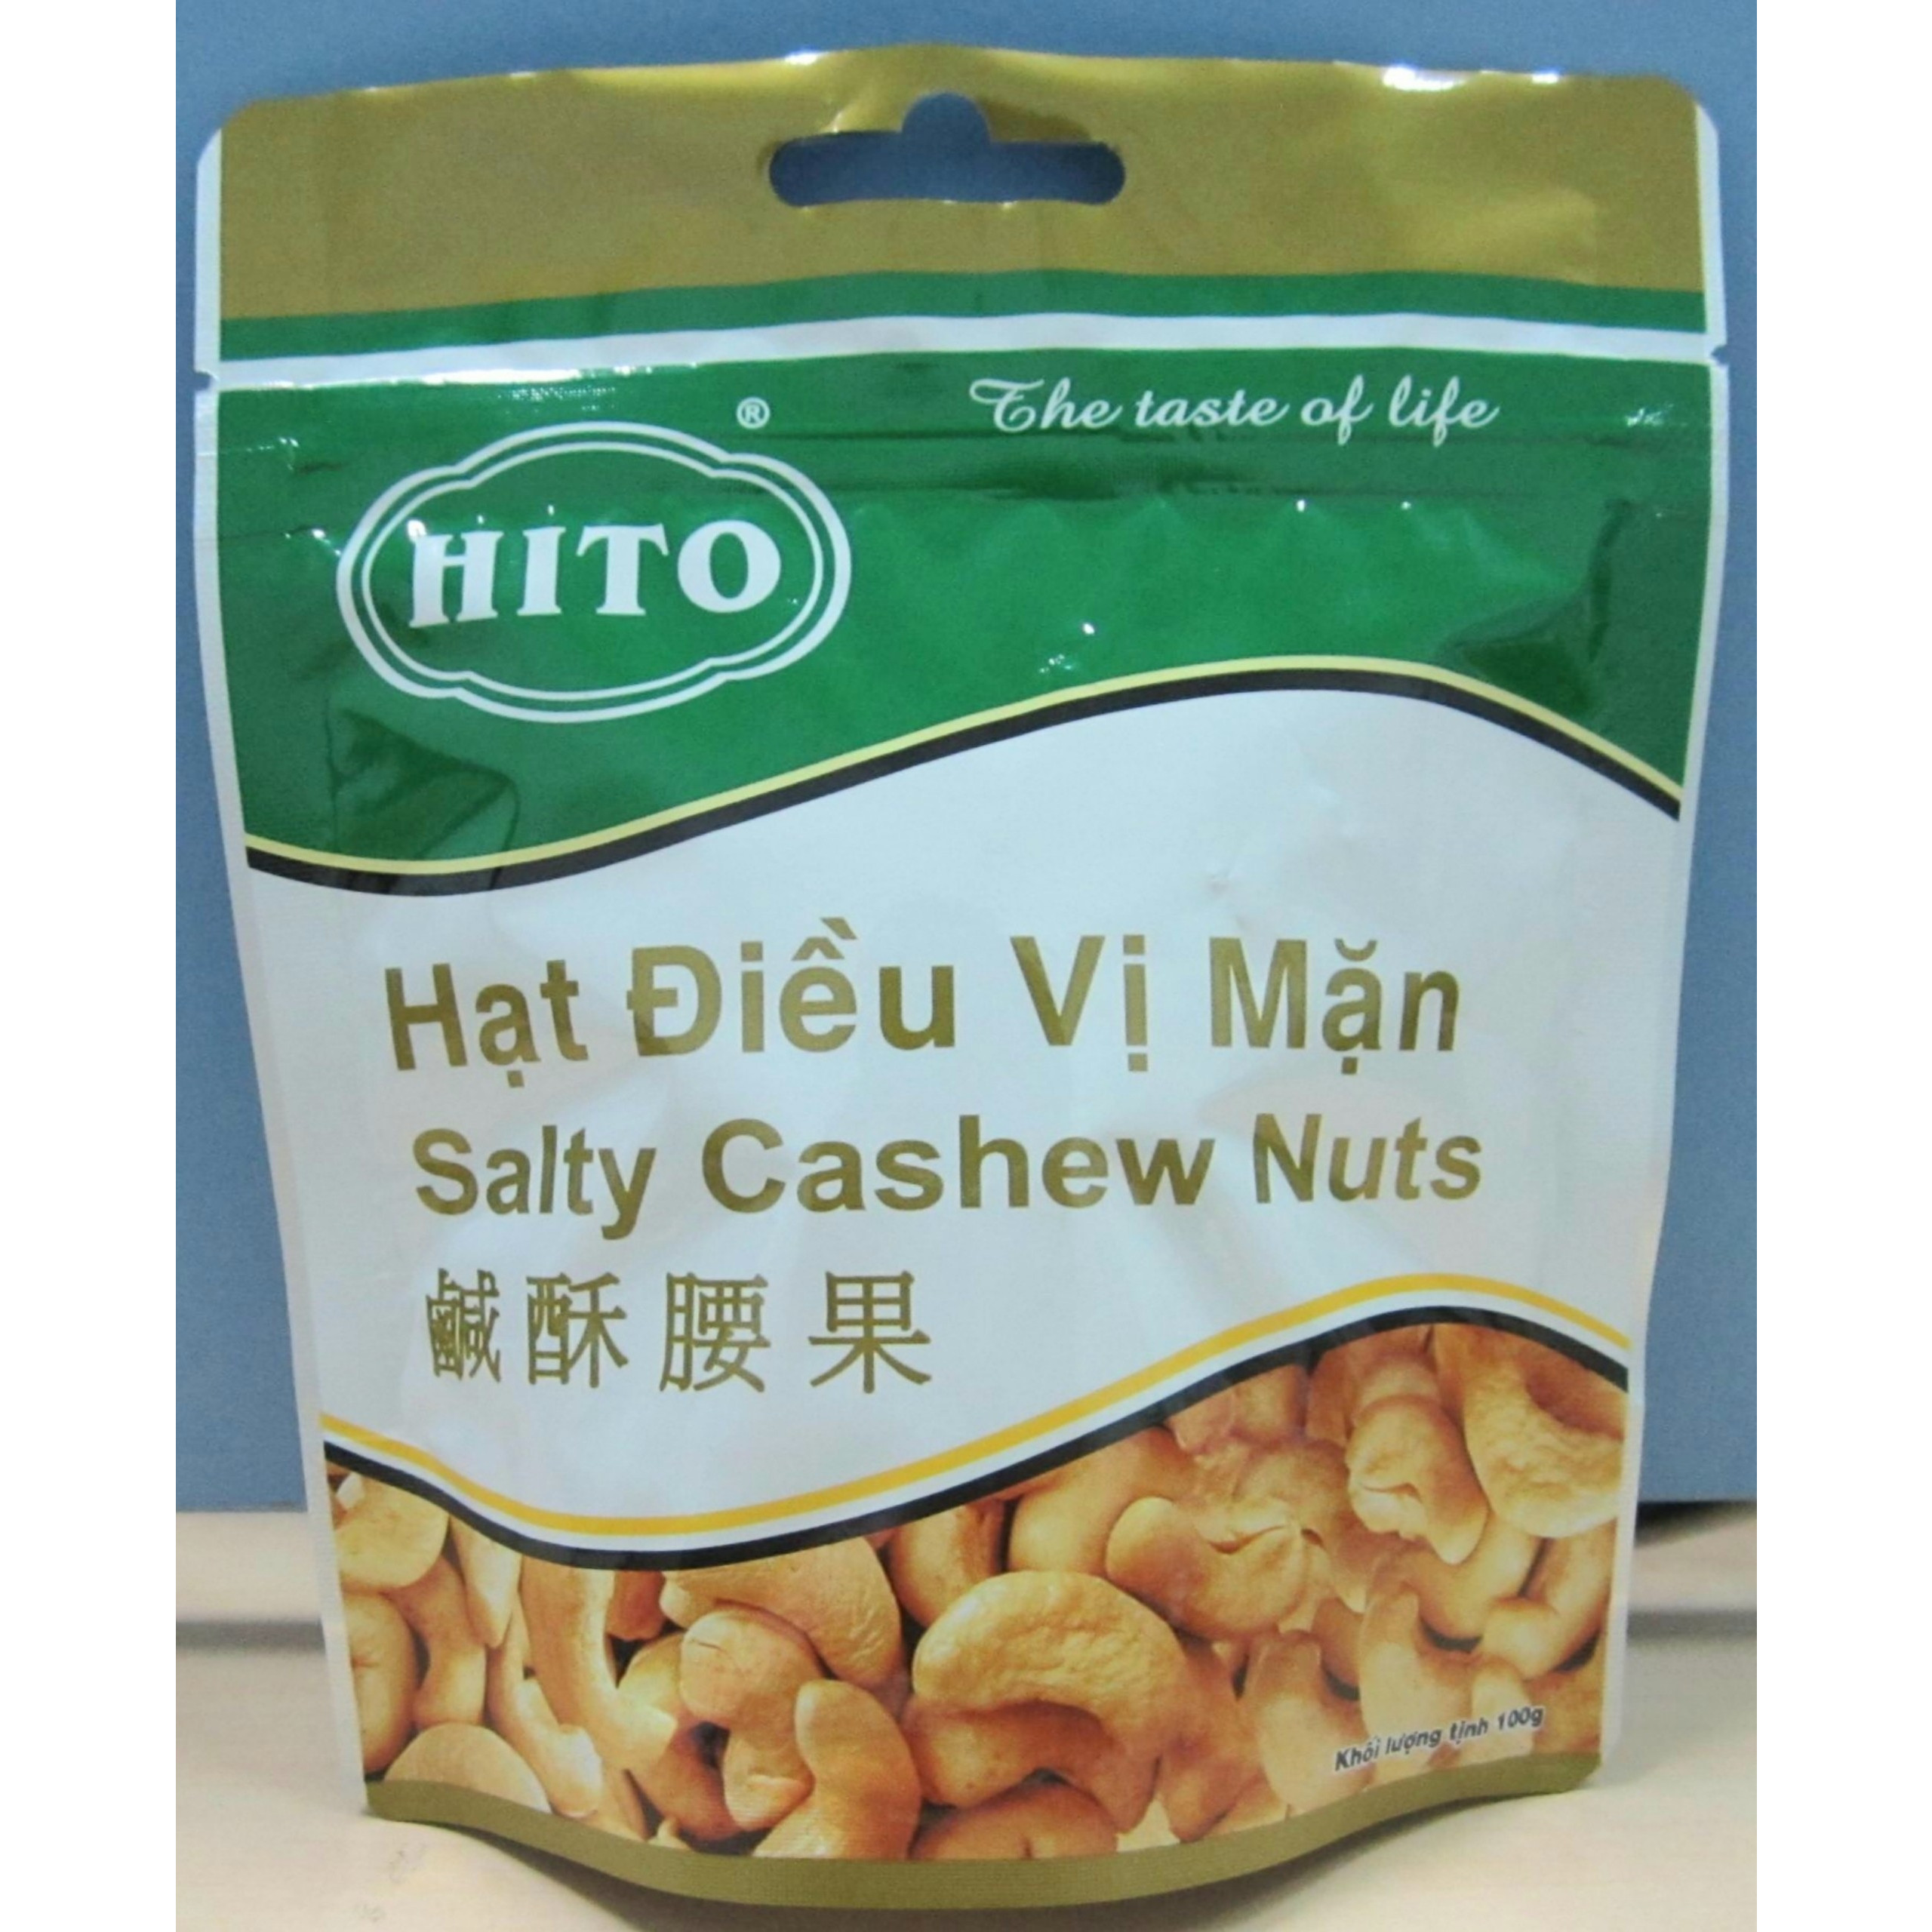 The taste of life
HITO®
Hạt Điều Vị Mặn
Salty Cashew Nuts
鹹酥腰果
Khối lượng tịnh 100g